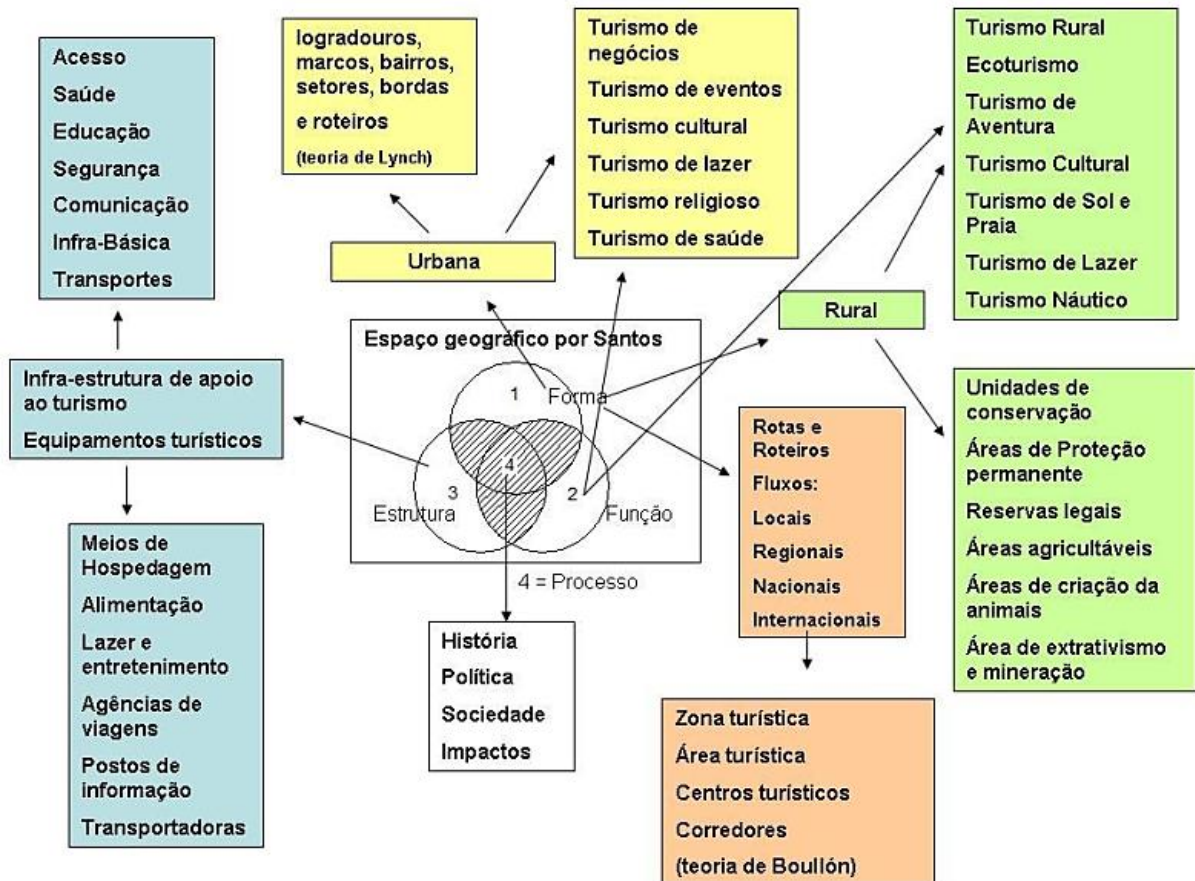 Acesso
Saúde
Educação
Segurança
Comunicação
Infra-Básica
Transportes
logradouros,
marcos, bairros,
setores, bordas
e roteiros
(teoria de Lynch)
Turismo de
negócios
Turismo de eventos
Turismo cultural
Turismo de lazer
Turismo religioso
Turismo de saúde
Turismo Rural
Ecoturismo
Turismo de
Aventura
Turismo Cultural
Turismo de Sol e
Praia
Turismo de Lazer
Turismo Náutico
Urbana
Rural
Infra-estrutura de apoio
ao turismo
Equipamentos turísticos
Espaço geográfico por Santos
1
Forma
4
3
2
Estrutura
Função
4 = Processo
Rotas e
Roteiros
Fluxos:
Locais
Regionais
Nacionais
Internacionais
Unidades de
conservação
Áreas de Proteção
permanente
Reservas legais
Áreas agricultáveis
Áreas de criação da
animais
Área de extrativismo
e mineração
Meios de
Hospedagem
Alimentação
Lazer e
entretenimento
Agências de
viagens
Postos de
informação
Transportadoras
História
Política
Sociedade
Impactos
Zona turística
Área turística
Centros turísticos
Corredores
(teoria de Boullón)